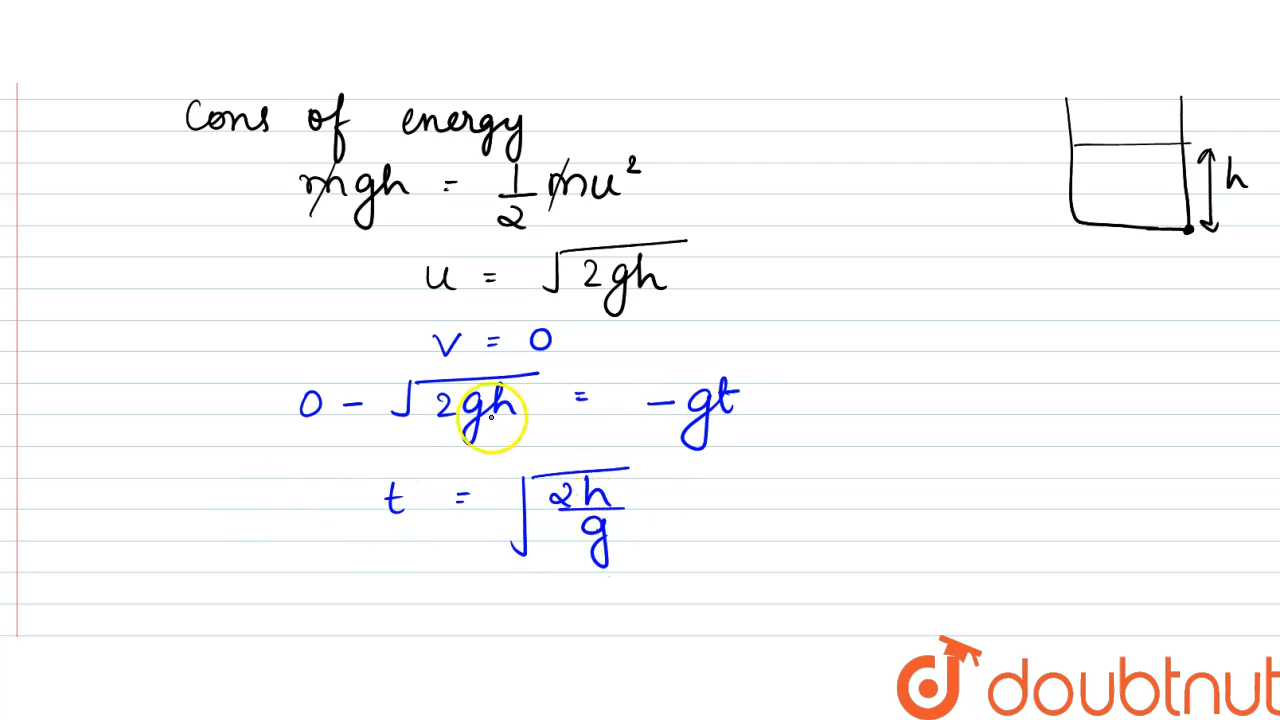 Cons of energy
mgh = 1/2 mu²
h
u = √2gh
v = 0
0 - √2gh = - gt
t = √2h/g
doubtnut